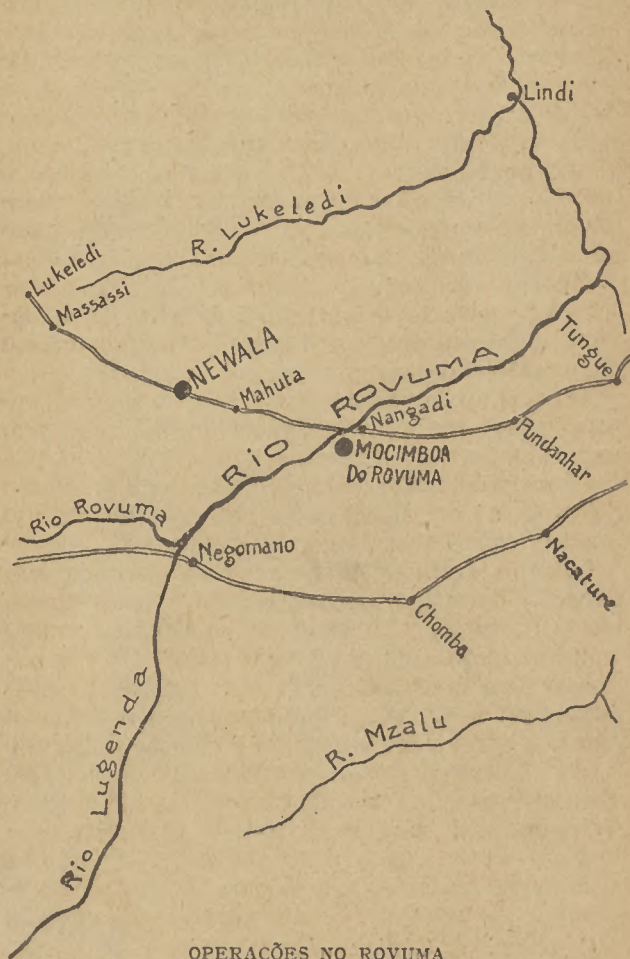 Lindi
R. Lukeledi
Lukeledi
Massassi
NEWALA
Mahuta
RIO ROVUMA
Tungue
Nangadi
Pundanhar
MOCIMBOA
Do ROVUMA
Rio Rovuma
Negomano
Nacature
Chomba
Rio Lugenda
R. Mzalu
OPERAÇÕES NO ROVUMA